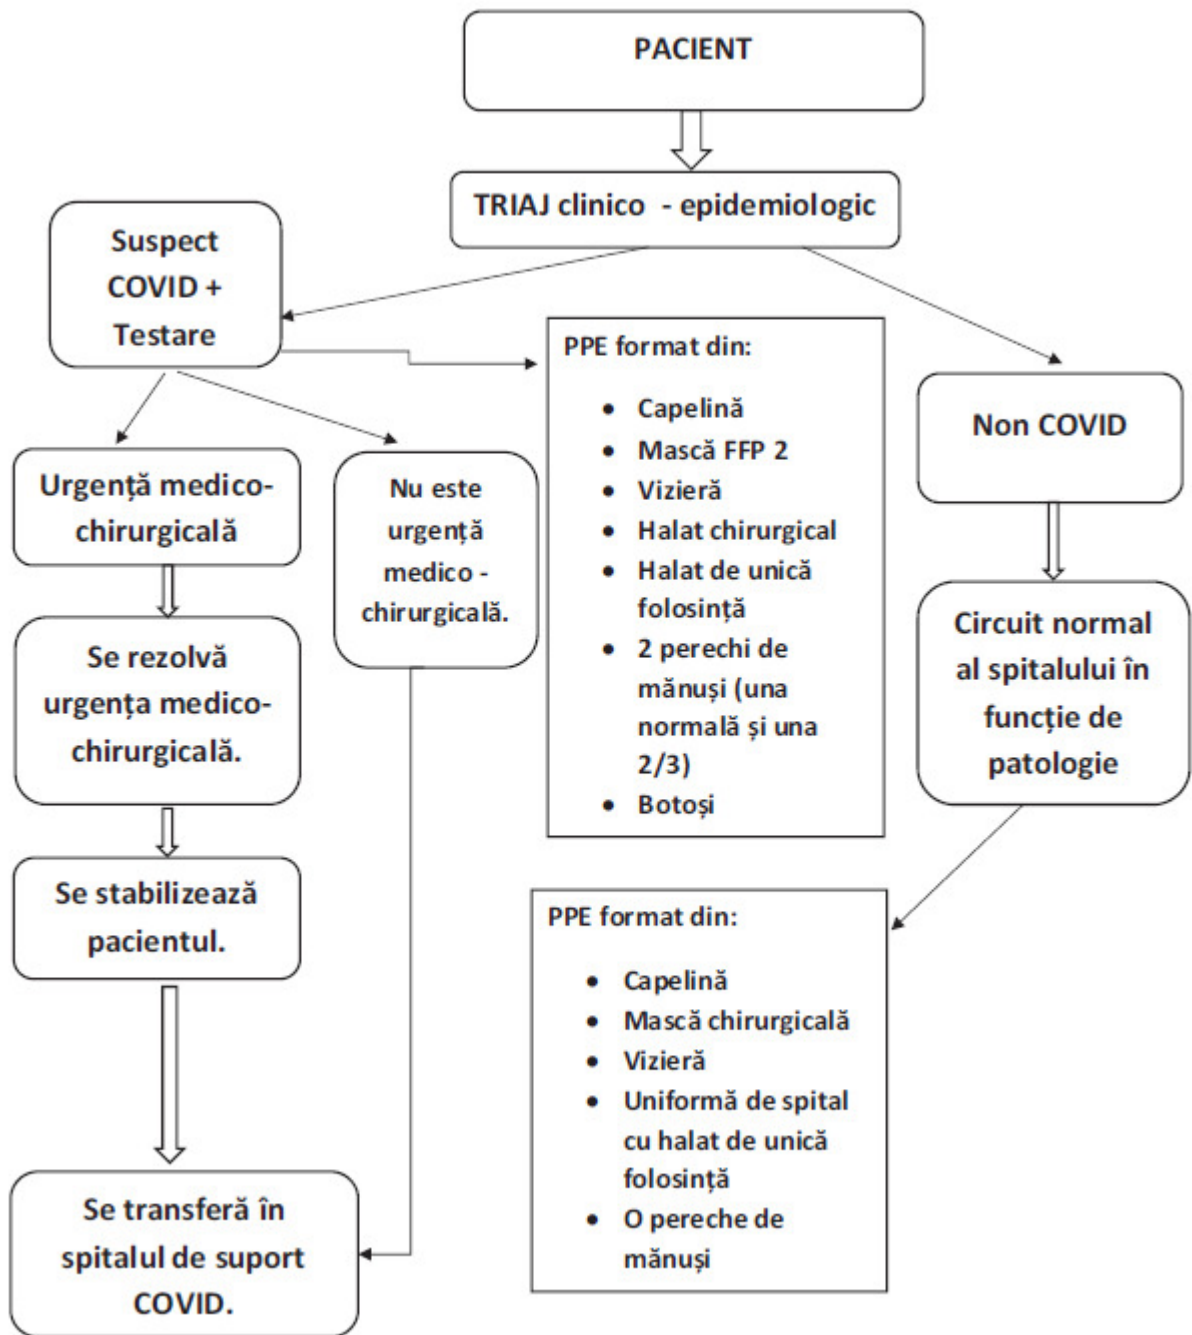 PACIENT
TRIAJ clinico - epidemiologic
Suspect
COVID +
Testare
Urgență medico-
chirurgicală
Nu este
urgență
medico -
chirurgicală.
Se rezolvă
urgența medico-
chirurgicală.
Se stabilizează
pacientul.
Se transferă în
spitalul de suport
COVID.
PPE format din:
• Capelină
• Mască FFP 2
• Vizieră
• Halat chirurgical
• Halat de unică
folosință
• 2 perechi de
mănuși (una
normală și una
2/3)
• Botoși
Non COVID
Circuit normal
al spitalului în
funcție de
patologie
PPE format din:
• Capelină
• Mască chirurgicală
• Vizieră
• Uniformă de spital
cu halat de unică
folosință
• O pereche de
mănuși